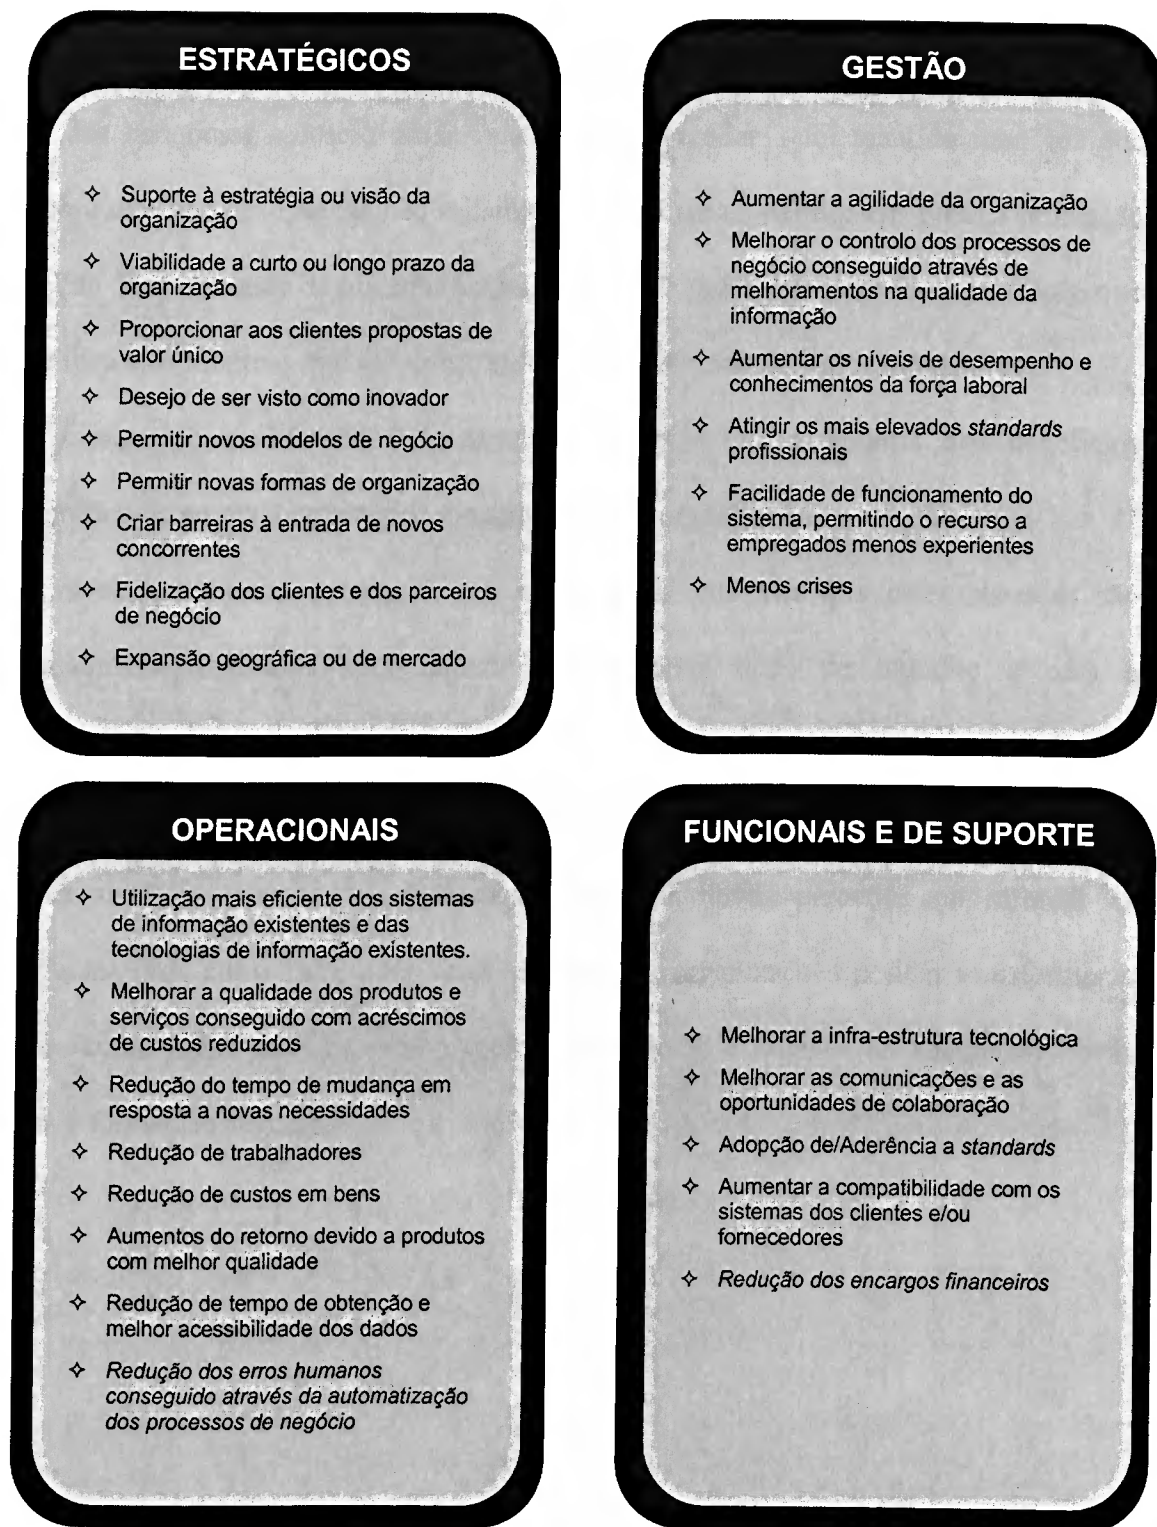 ESTRATÉGICOS
✧ Suporte à estratégia ou visão da
organização
✧ Viabilidade a curto ou longo prazo da
organização
✧ Proporcionar aos clientes propostas de
valor único
✧ Desejo de ser visto como inovador
✧ Permitir novos modelos de negócio
✧ Permitir novas formas de organização
✧ Criar barreiras à entrada de novos
concorrentes
✧ Fidelização dos clientes e dos parceiros
de negócio
✧ Expansão geográfica ou de mercado
GESTÃO
✧ Aumentar a agilidade da organização
✧ Melhorar o controlo dos processos de
negócio conseguido através de
melhoramentos na qualidade da
informação
✧ Aumentar os níveis de desempenho e
conhecimentos da força laboral
✧ Atingir os mais elevados standards
profissionais
✧ Facilidade de funcionamento do
sistema, permitindo o recurso a
empregados menos experientes
✧ Menos crises
OPERACIONAIS
✧ Utilização mais eficiente dos sistemas
de informação existentes e das
tecnologias de informação existentes.
✧ Melhorar a qualidade dos produtos e
serviços conseguido com acréscimos
de custos reduzidos
✧ Redução do tempo de mudança em
resposta a novas necessidades
✧ Redução de trabalhadores
✧ Redução de custos em bens
✧ Aumentos do retorno devido a produtos
com melhor qualidade
✧ Redução de tempo de obtenção e
melhor acessibilidade dos dados
✧ Redução dos erros humanos
conseguido através da automatização
dos processos de negócio
FUNCIONAIS E DE SUPORTE
✧ Melhorar a infra-estrutura tecnológica
✧ Melhorar as comunicações e as
oportunidades de colaboração
✧ Adopção de/Aderência a standards
✧ Aumentar a compatibilidade com os
sistemas dos clientes e/ou
fornecedores
✧ Redução dos encargos financeiros